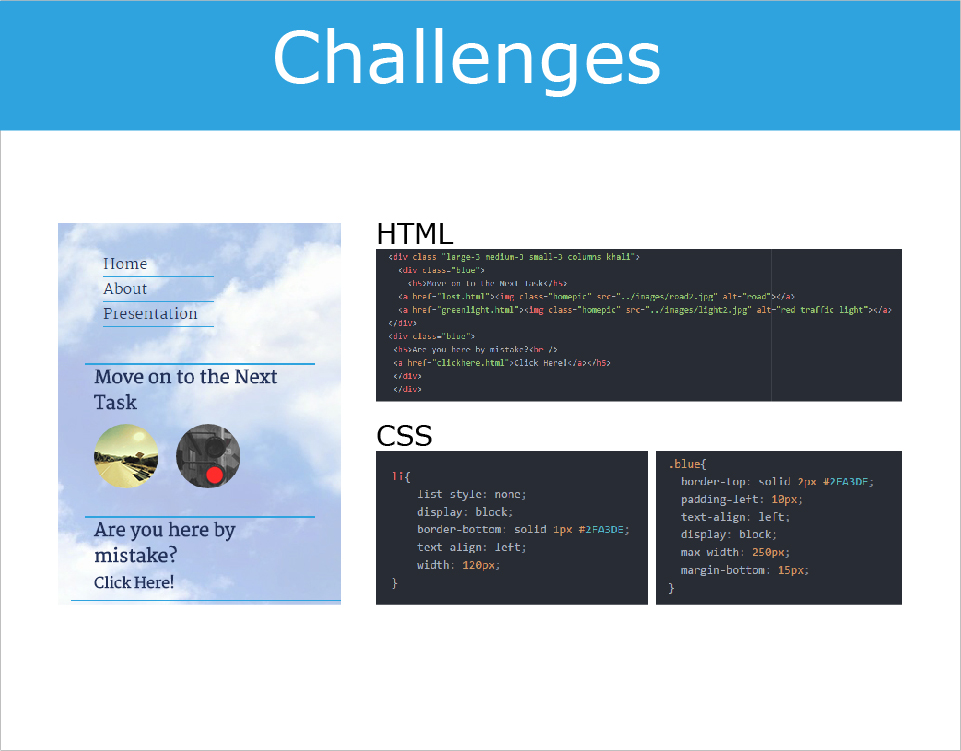 Challenges
Home
About
Presentation
Move on to the Next
Task
Are you here by
mistake?
Click Here!
HTML
<div class "large-3 medium-3 small-3 columns khali">
<div class="blue">
<h5>Move on to the Next Task</h5>
<a href="lost.html"><img class="homepic" src="../images/road2.jpg" alt="road"></a>
<a href="greenlight.html"><img class="homepic" src="../images/light2.jpg" alt="red traffic light"></a>
</div>
<div class="blue">
<h5>Are you here by mistake?<br />
<a href="clickhere.html">Click Here!</a></h5>
</div>
</div>
CSS
li{
list style: none;
display: block;
border-bottom: solid 1px #2FA3DE;
text align: left;
width: 120px;
}
.blue{
border-top: solid 2px #2FA3DE;
padding-left: 10px;
text-align: left;
display: block;
max width: 250px;
margin-bottom: 15px;
}